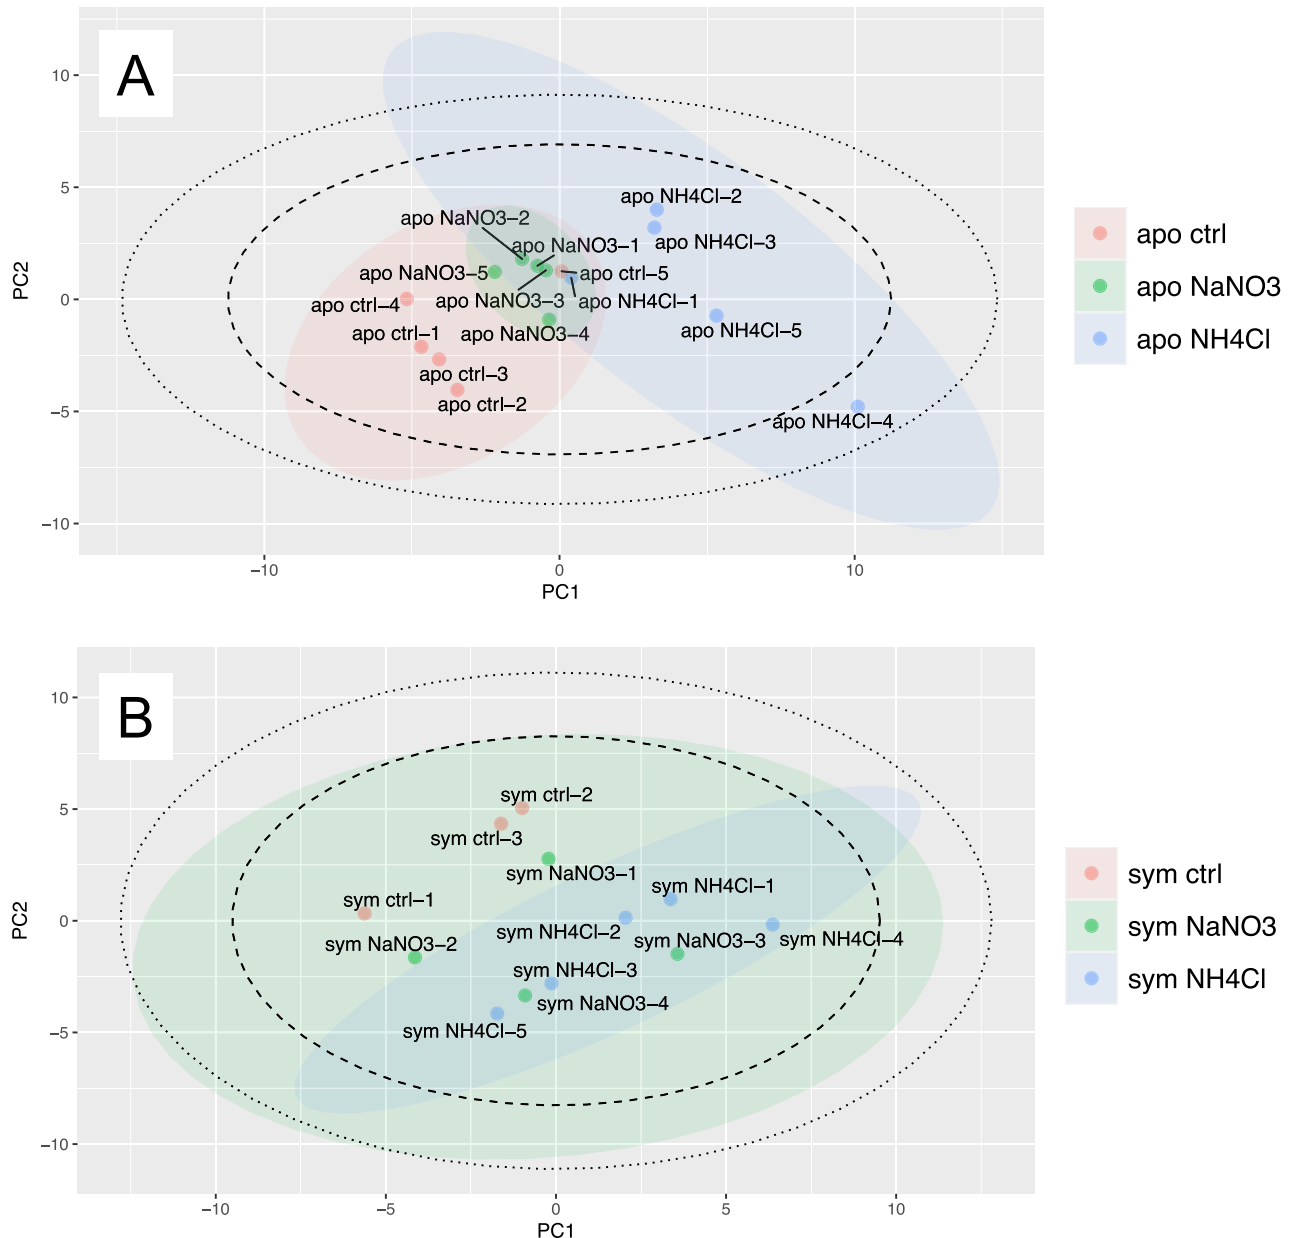 A
10
5
0
−5
−10
PC2
apo NH4Cl−2
apo NaNO3−2
apo NaNO3−1
apo NH4Cl−3
apo NaNO3−5
apo ctrl−5
apo ctrl−4
apo NaNO3−3
apo NH4Cl−1
apo ctrl−1
apo NaNO3−4
apo NH4Cl−5
apo ctrl−3
apo ctrl−2
apo NH4Cl−4
−10
0
10
PC1
apo ctrl
apo NaNO3
apo NH4Cl
B
10
5
0
−5
−10
PC2
sym ctrl−2
sym ctrl−3
sym NaNO3−1
sym NH4Cl−1
sym ctrl−1
sym NH4Cl−2
sym NaNO3−3
sym NH4Cl−4
sym NaNO3−2
sym NH4Cl−3
sym NaNO3−4
sym NH4Cl−5
−10
−5
0
5
10
PC1
sym ctrl
sym NaNO3
sym NH4Cl